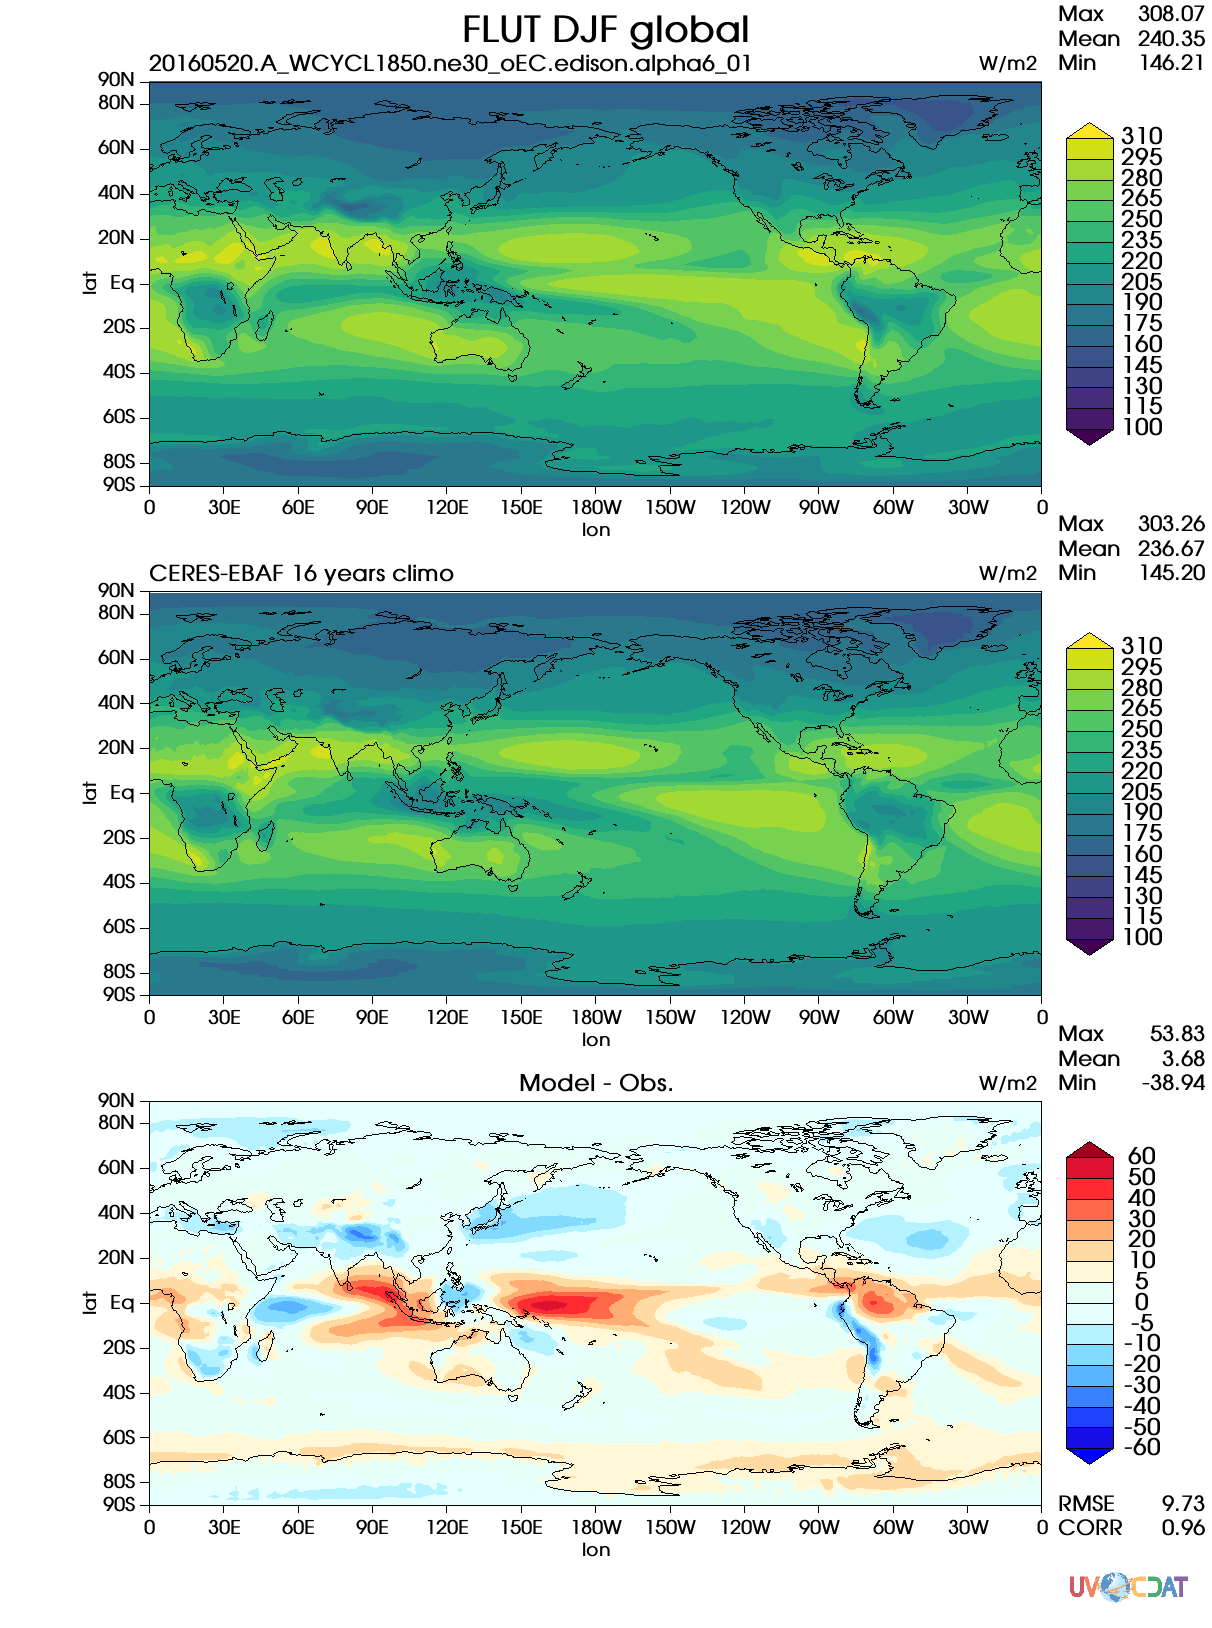 FLUT DJF global
20160520.A_WCYCL1850.ne30_oEC.edison.alpha6_01 W/m2
Max 308.07
Mean 240.35
Min 146.21
90N
80N
60N
40N
20N
Eq
20S
40S
60S
80S
90S
lat
0 30E 60E 90E 120E 150E 180W 150W 120W 90W 60W 30W 0
lon
310
295
280
265
250
235
220
205
190
175
160
145
130
115
100
CERES-EBAF 16 years climo W/m2
Max 303.26
Mean 236.67
Min 145.20
90N
80N
60N
40N
20N
Eq
20S
40S
60S
80S
90S
lat
0 30E 60E 90E 120E 150E 180W 150W 120W 90W 60W 30W 0
lon
310
295
280
265
250
235
220
205
190
175
160
145
130
115
100
Model - Obs. W/m2
Max 53.83
Mean 3.68
Min -38.94
90N
80N
60N
40N
20N
Eq
20S
40S
60S
80S
90S
lat
0 30E 60E 90E 120E 150E 180W 150W 120W 90W 60W 30W 0
lon
60
50
40
30
20
10
5
0
-5
-10
-20
-30
-40
-50
-60
RMSE 9.73
CORR 0.96
UV CDAT